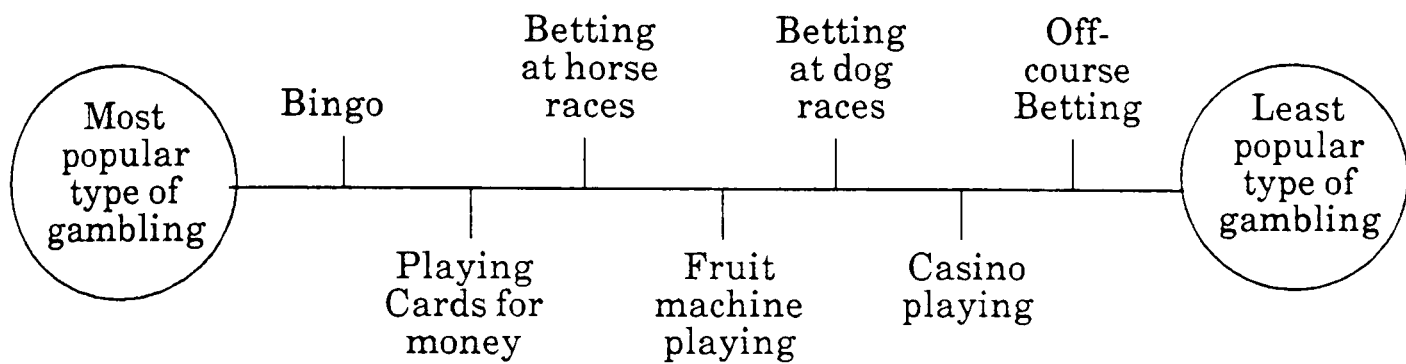 Most
popular
type of
gambling
Bingo
Playing
Cards for
money
Betting
at horse
races
Fruit
machine
playing
Betting
at dog
races
Casino
playing
Off-
course
Betting
Least
popular
type of
gambling